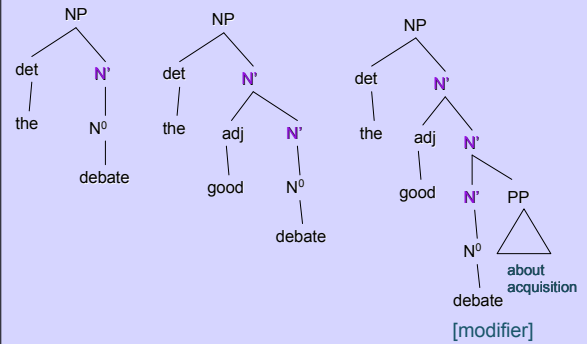 NP
det N'
the N⁰
debate
NP
det N'
the adj N'
good N⁰
debate
NP
det N'
the adj N'
good N' PP
N⁰
about
acquisition
debate
[modifier]